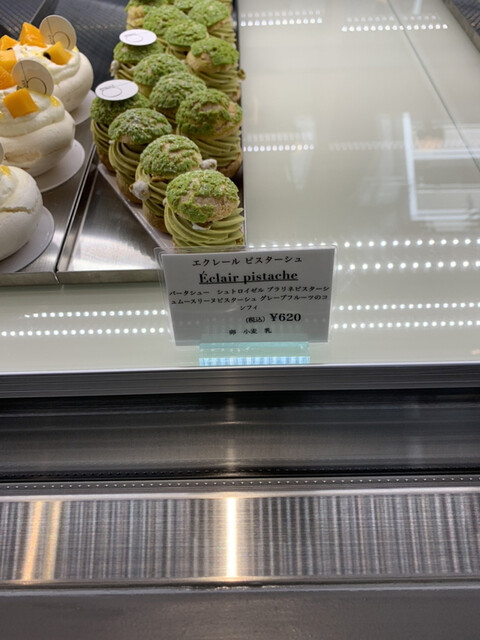 エクレール ピスターシュ
Éclair pistache
パータシュー　シュトロイゼル プラリネピスターシ
ュムースリーヌピスターシュ グレープフルーツのコ
ンフィ
(税込) ¥620
卵　小麦　乳